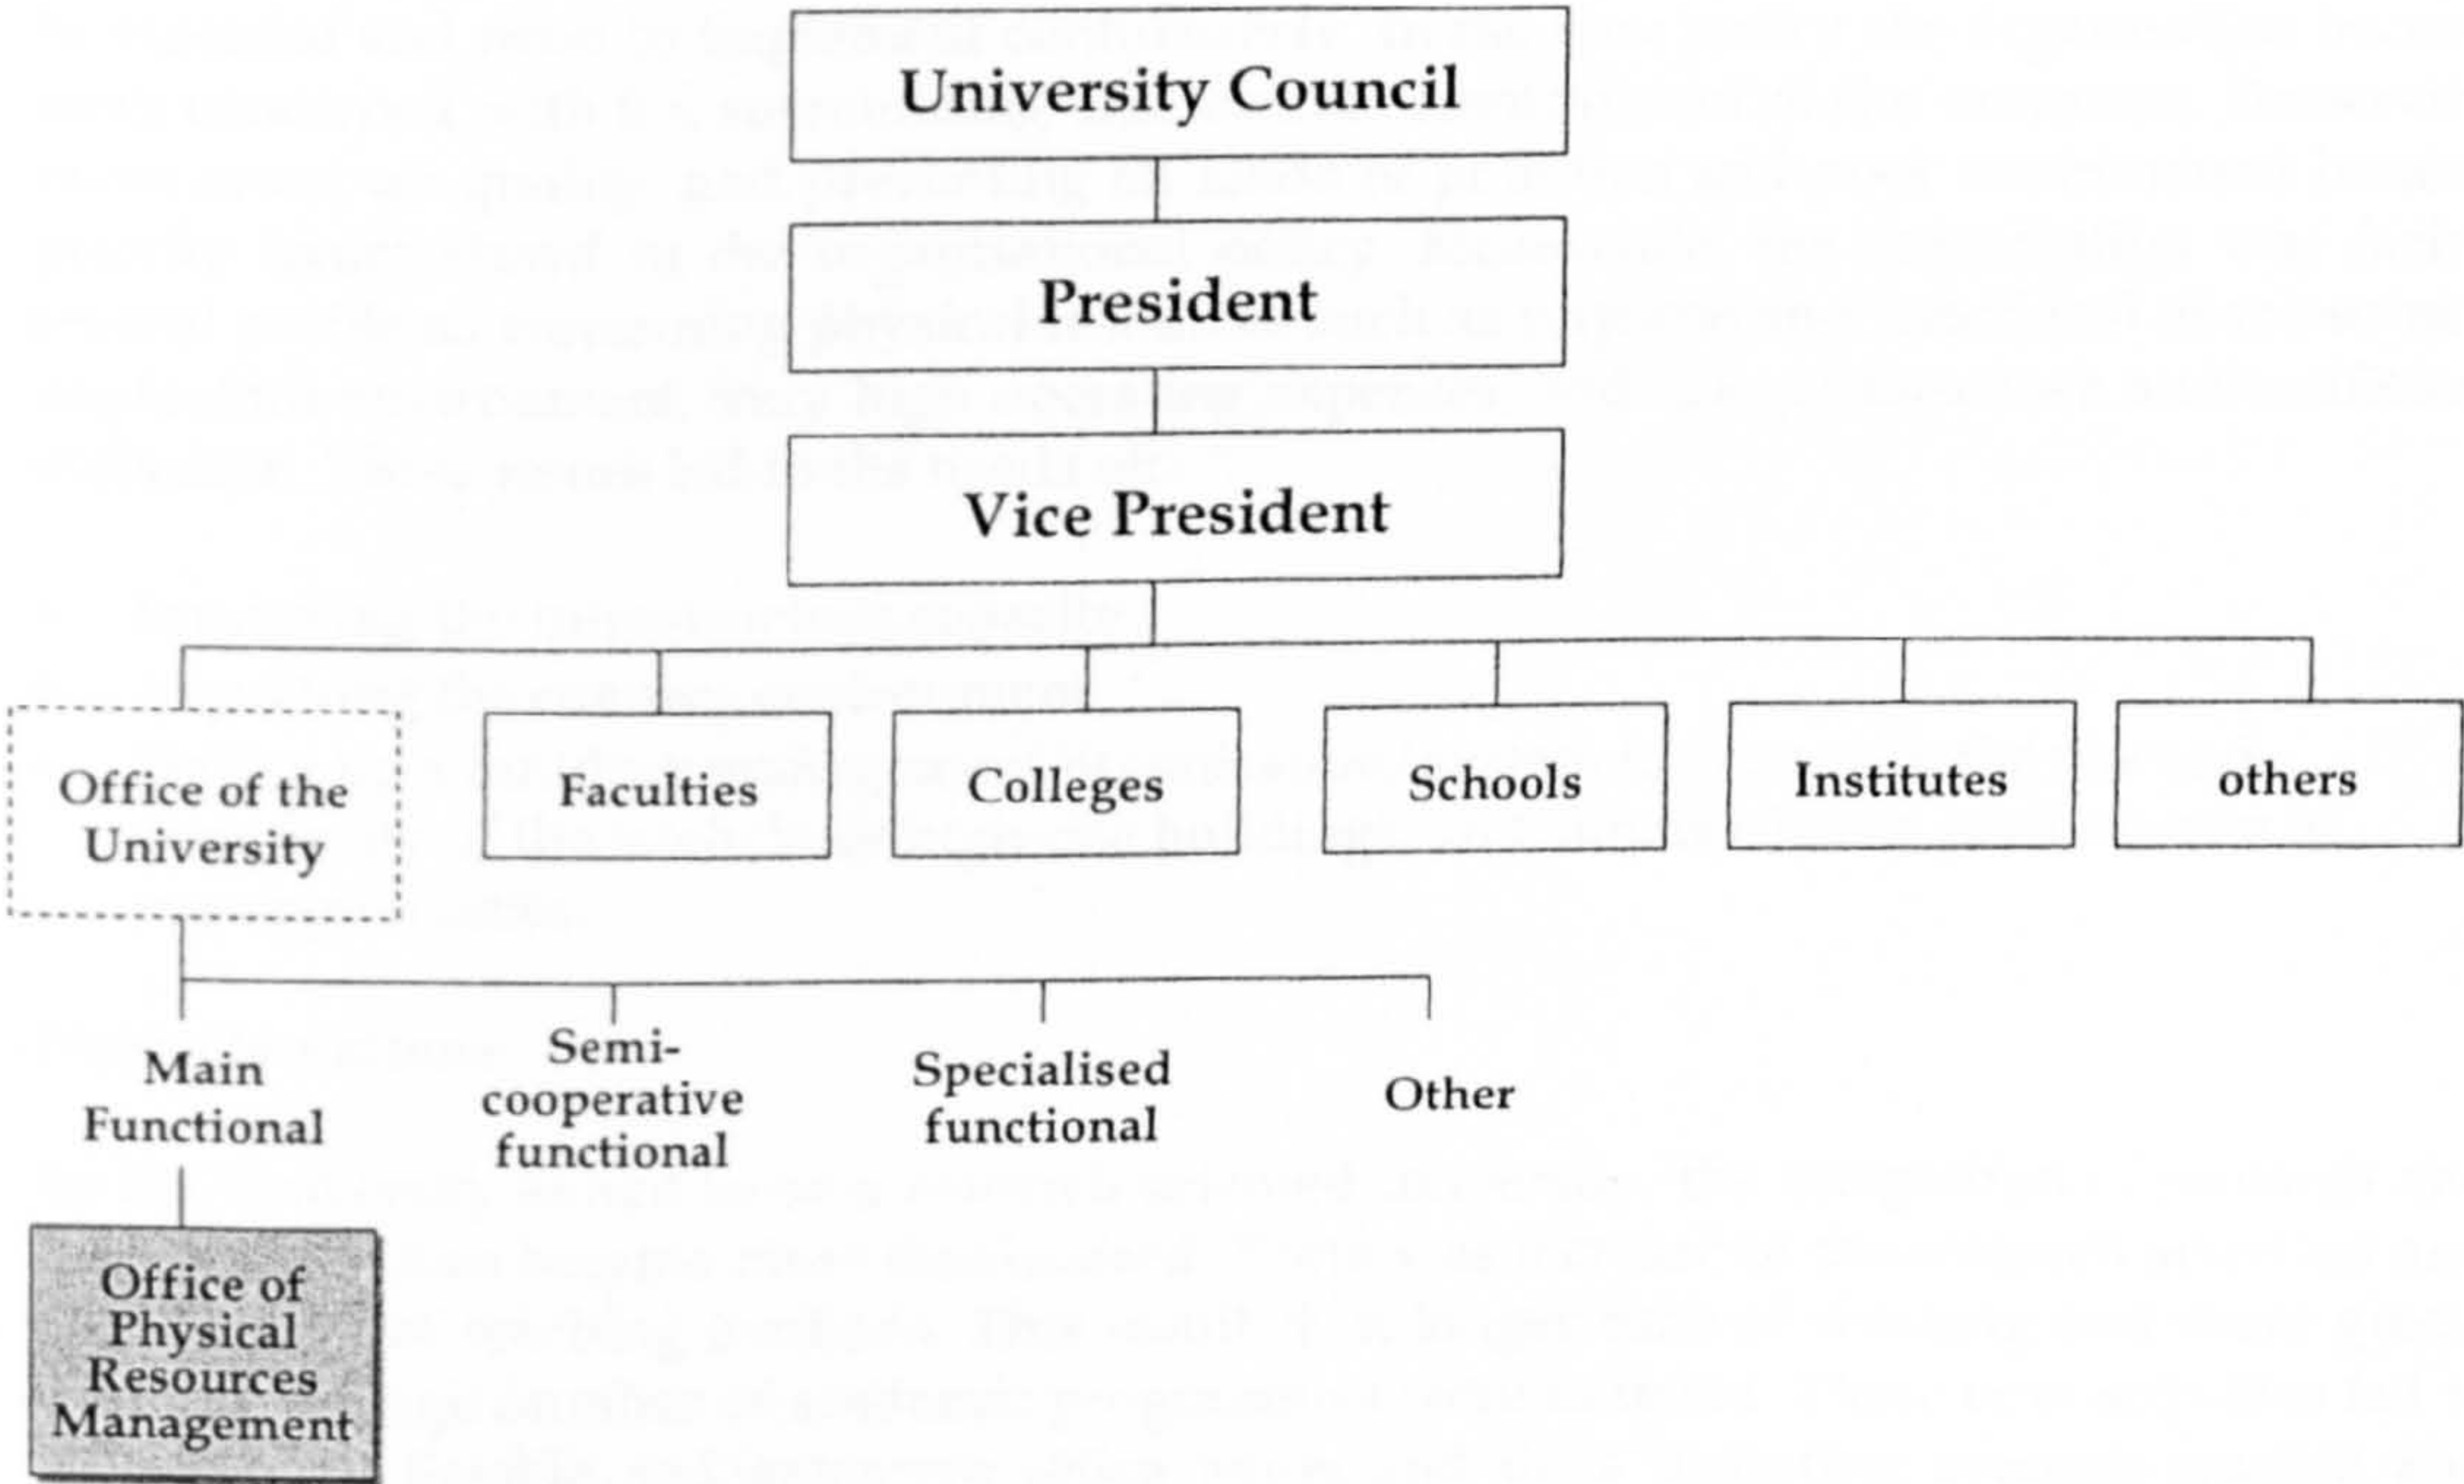 University Council
President
Vice President
Office of the
University
Faculties
Colleges
Schools
Institutes
others
Main
Functional
Semi-
cooperative
functional
Specialised
functional
Other
Office of
Physical
Resources
Management